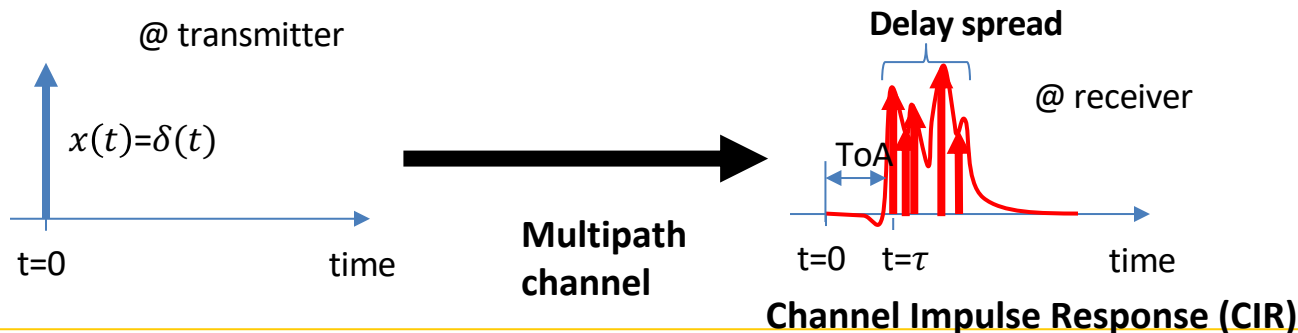 @ transmitter
x(t)=δ(t)
t=0
time
Multipath
channel
Delay spread
@ receiver
ToA
t=0
t=τ
time
Channel Impulse Response (CIR)